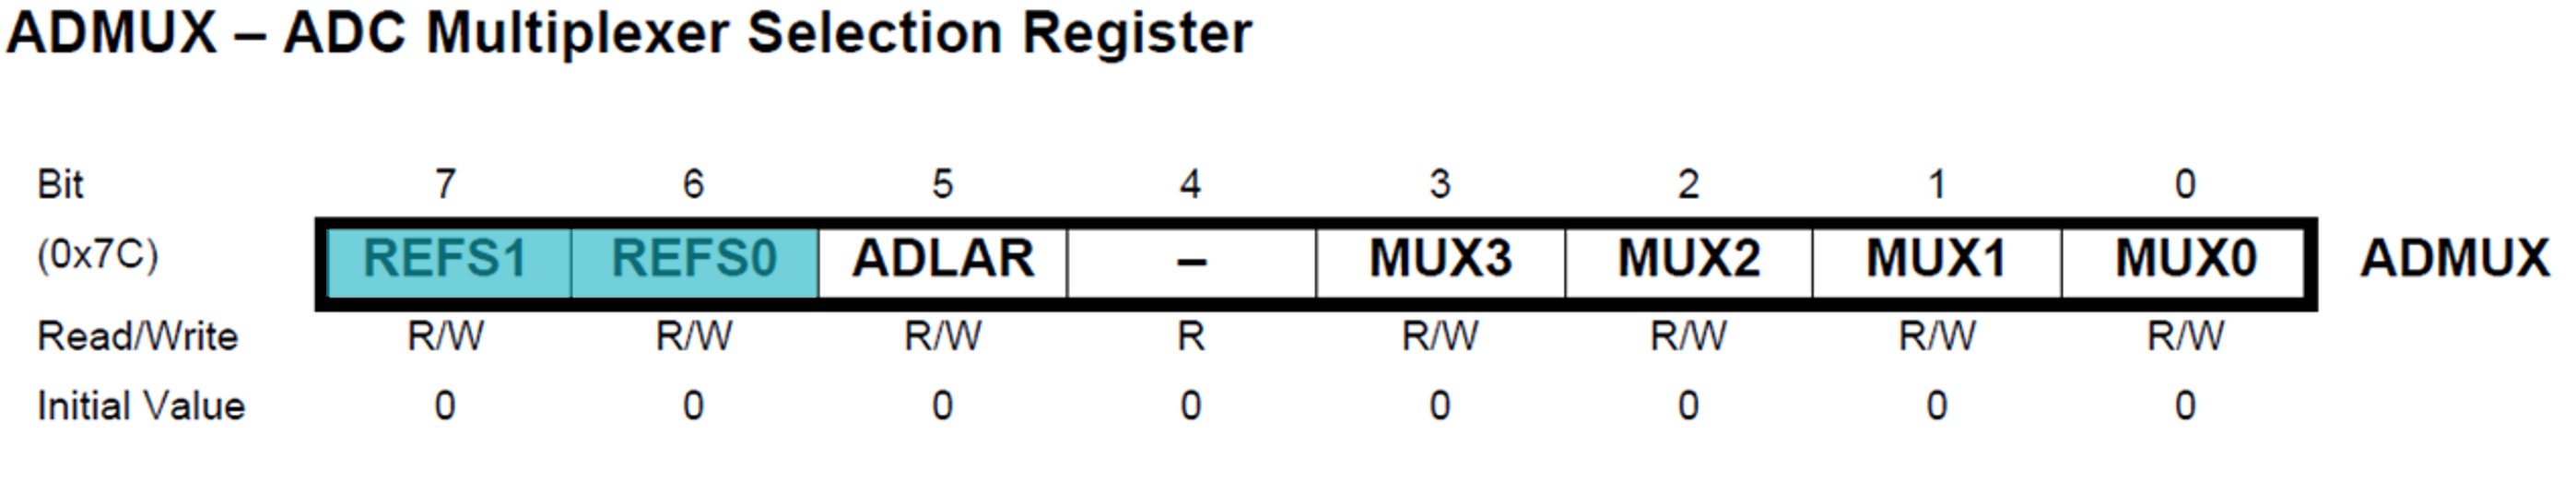 ADMUX – ADC Multiplexer Selection Register
Bit 7 6 5 4 3 2 1 0
(0x7C) REFS1 REFS0 ADLAR – MUX3 MUX2 MUX1 MUX0 ADMUX
Read/Write R/W R/W R/W R R/W R/W R/W R/W
Initial Value 0 0 0 0 0 0 0 0